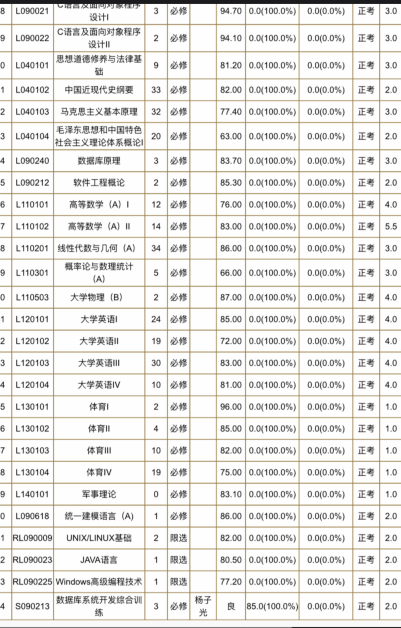 8 L090021 C语言及面向对象程序设计I 3 必修 94.70 0.0(100.0%) 0.0(0.0%) 正考 3.0
9 L090022 C语言及面向对象程序设计II 2 必修 94.10 0.0(100.0%) 0.0(0.0%) 正考 3.0
0 L040101 思想道德修养与法律基础 9 必修 81.20 0.0(100.0%) 0.0(0.0%) 正考 3.0
1 L040102 中国近现代史纲要 33 必修 82.00 0.0(100.0%) 0.0(0.0%) 正考 2.0
2 L040103 马克思主义基本原理 32 必修 77.40 0.0(100.0%) 0.0(0.0%) 正考 3.0
3 L040104 毛泽东思想和中国特色社会主义理论体系概论I 20 必修 63.00 0.0(100.0%) 0.0(0.0%) 正考 2.0
4 L090240 数据库原理 3 必修 83.70 0.0(100.0%) 0.0(0.0%) 正考 3.0
5 L090212 软件工程概论 2 必修 85.30 0.0(100.0%) 0.0(0.0%) 正考 2.0
6 L110101 高等数学（A）I 12 必修 76.00 0.0(100.0%) 0.0(0.0%) 正考 4.0
7 L110102 高等数学（A）II 14 必修 83.00 0.0(100.0%) 0.0(0.0%) 正考 5.5
8 L110201 线性代数与几何（A） 34 必修 86.00 0.0(100.0%) 0.0(0.0%) 正考 3.0
9 L110301 概率论与数理统计（A） 5 必修 66.00 0.0(100.0%) 0.0(0.0%) 正考 3.0
0 L110503 大学物理（B） 2 必修 87.00 0.0(100.0%) 0.0(0.0%) 正考 4.0
1 L120101 大学英语I 24 必修 85.00 0.0(100.0%) 0.0(0.0%) 正考 4.0
2 L120102 大学英语II 19 必修 72.00 0.0(100.0%) 0.0(0.0%) 正考 4.0
3 L120103 大学英语III 30 必修 83.00 0.0(100.0%) 0.0(0.0%) 正考 4.0
4 L120104 大学英语IV 10 必修 81.00 0.0(100.0%) 0.0(0.0%) 正考 4.0
5 L130101 体育I 2 必修 96.00 0.0(100.0%) 0.0(0.0%) 正考 1.0
6 L130102 体育II 4 必修 85.00 0.0(100.0%) 0.0(0.0%) 正考 1.0
7 L130103 体育III 10 必修 82.00 0.0(100.0%) 0.0(0.0%) 正考 1.0
8 L130104 体育IV 19 必修 75.00 0.0(100.0%) 0.0(0.0%) 正考 1.0
9 L140101 军事理论 0 必修 83.10 0.0(100.0%) 0.0(0.0%) 正考 1.0
0 L090618 统一建模语言（A) 1 必修 86.00 0.0(100.0%) 0.0(0.0%) 正考 2.0
1 RL090009 UNIX/LINUX基础 2 限选 82.00 0.0(100.0%) 0.0(0.0%) 正考 2.0
2 RL090023 JAVA语言 1 限选 80.50 0.0(100.0%) 0.0(0.0%) 正考 2.0
3 RL090225 Windows高级编程技术 1 限选 77.20 0.0(100.0%) 0.0(0.0%) 正考 2.0
4 S090213 数据库系统开发综合训练 3 必修 杨子光 良 85.0(100.0%) 0.0(0.0%) 正考 2.0